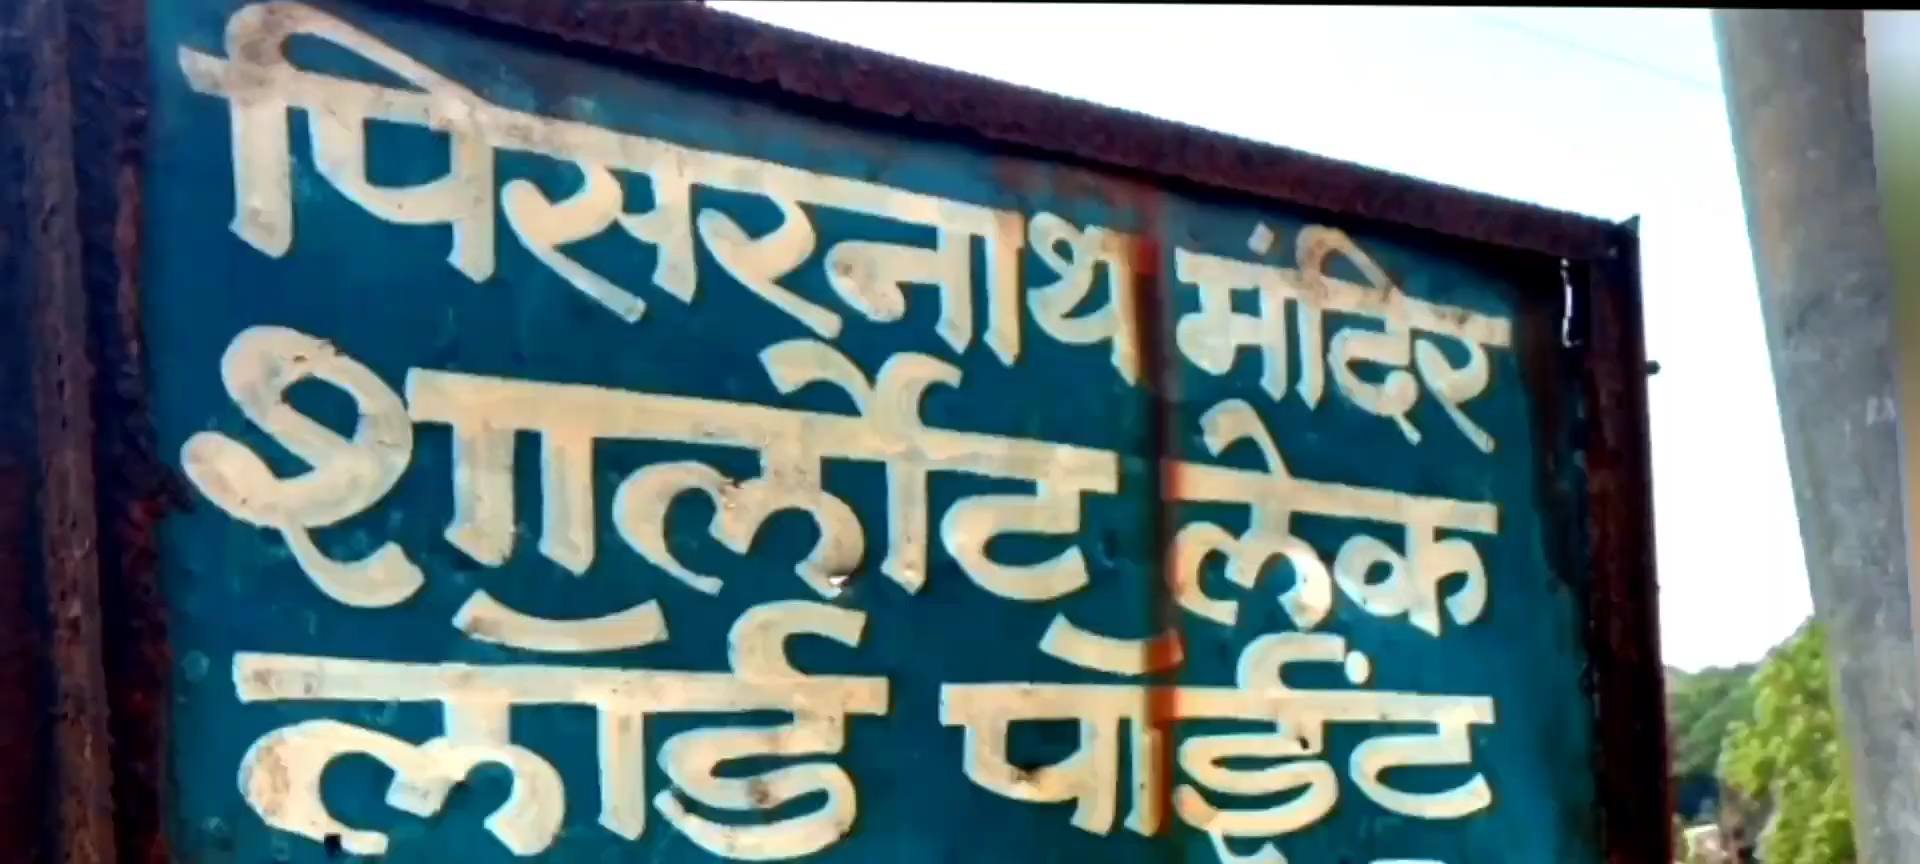 पिसरनाथ मंदिर
शार्लोट लेक
लॉर्ड पॉईंट